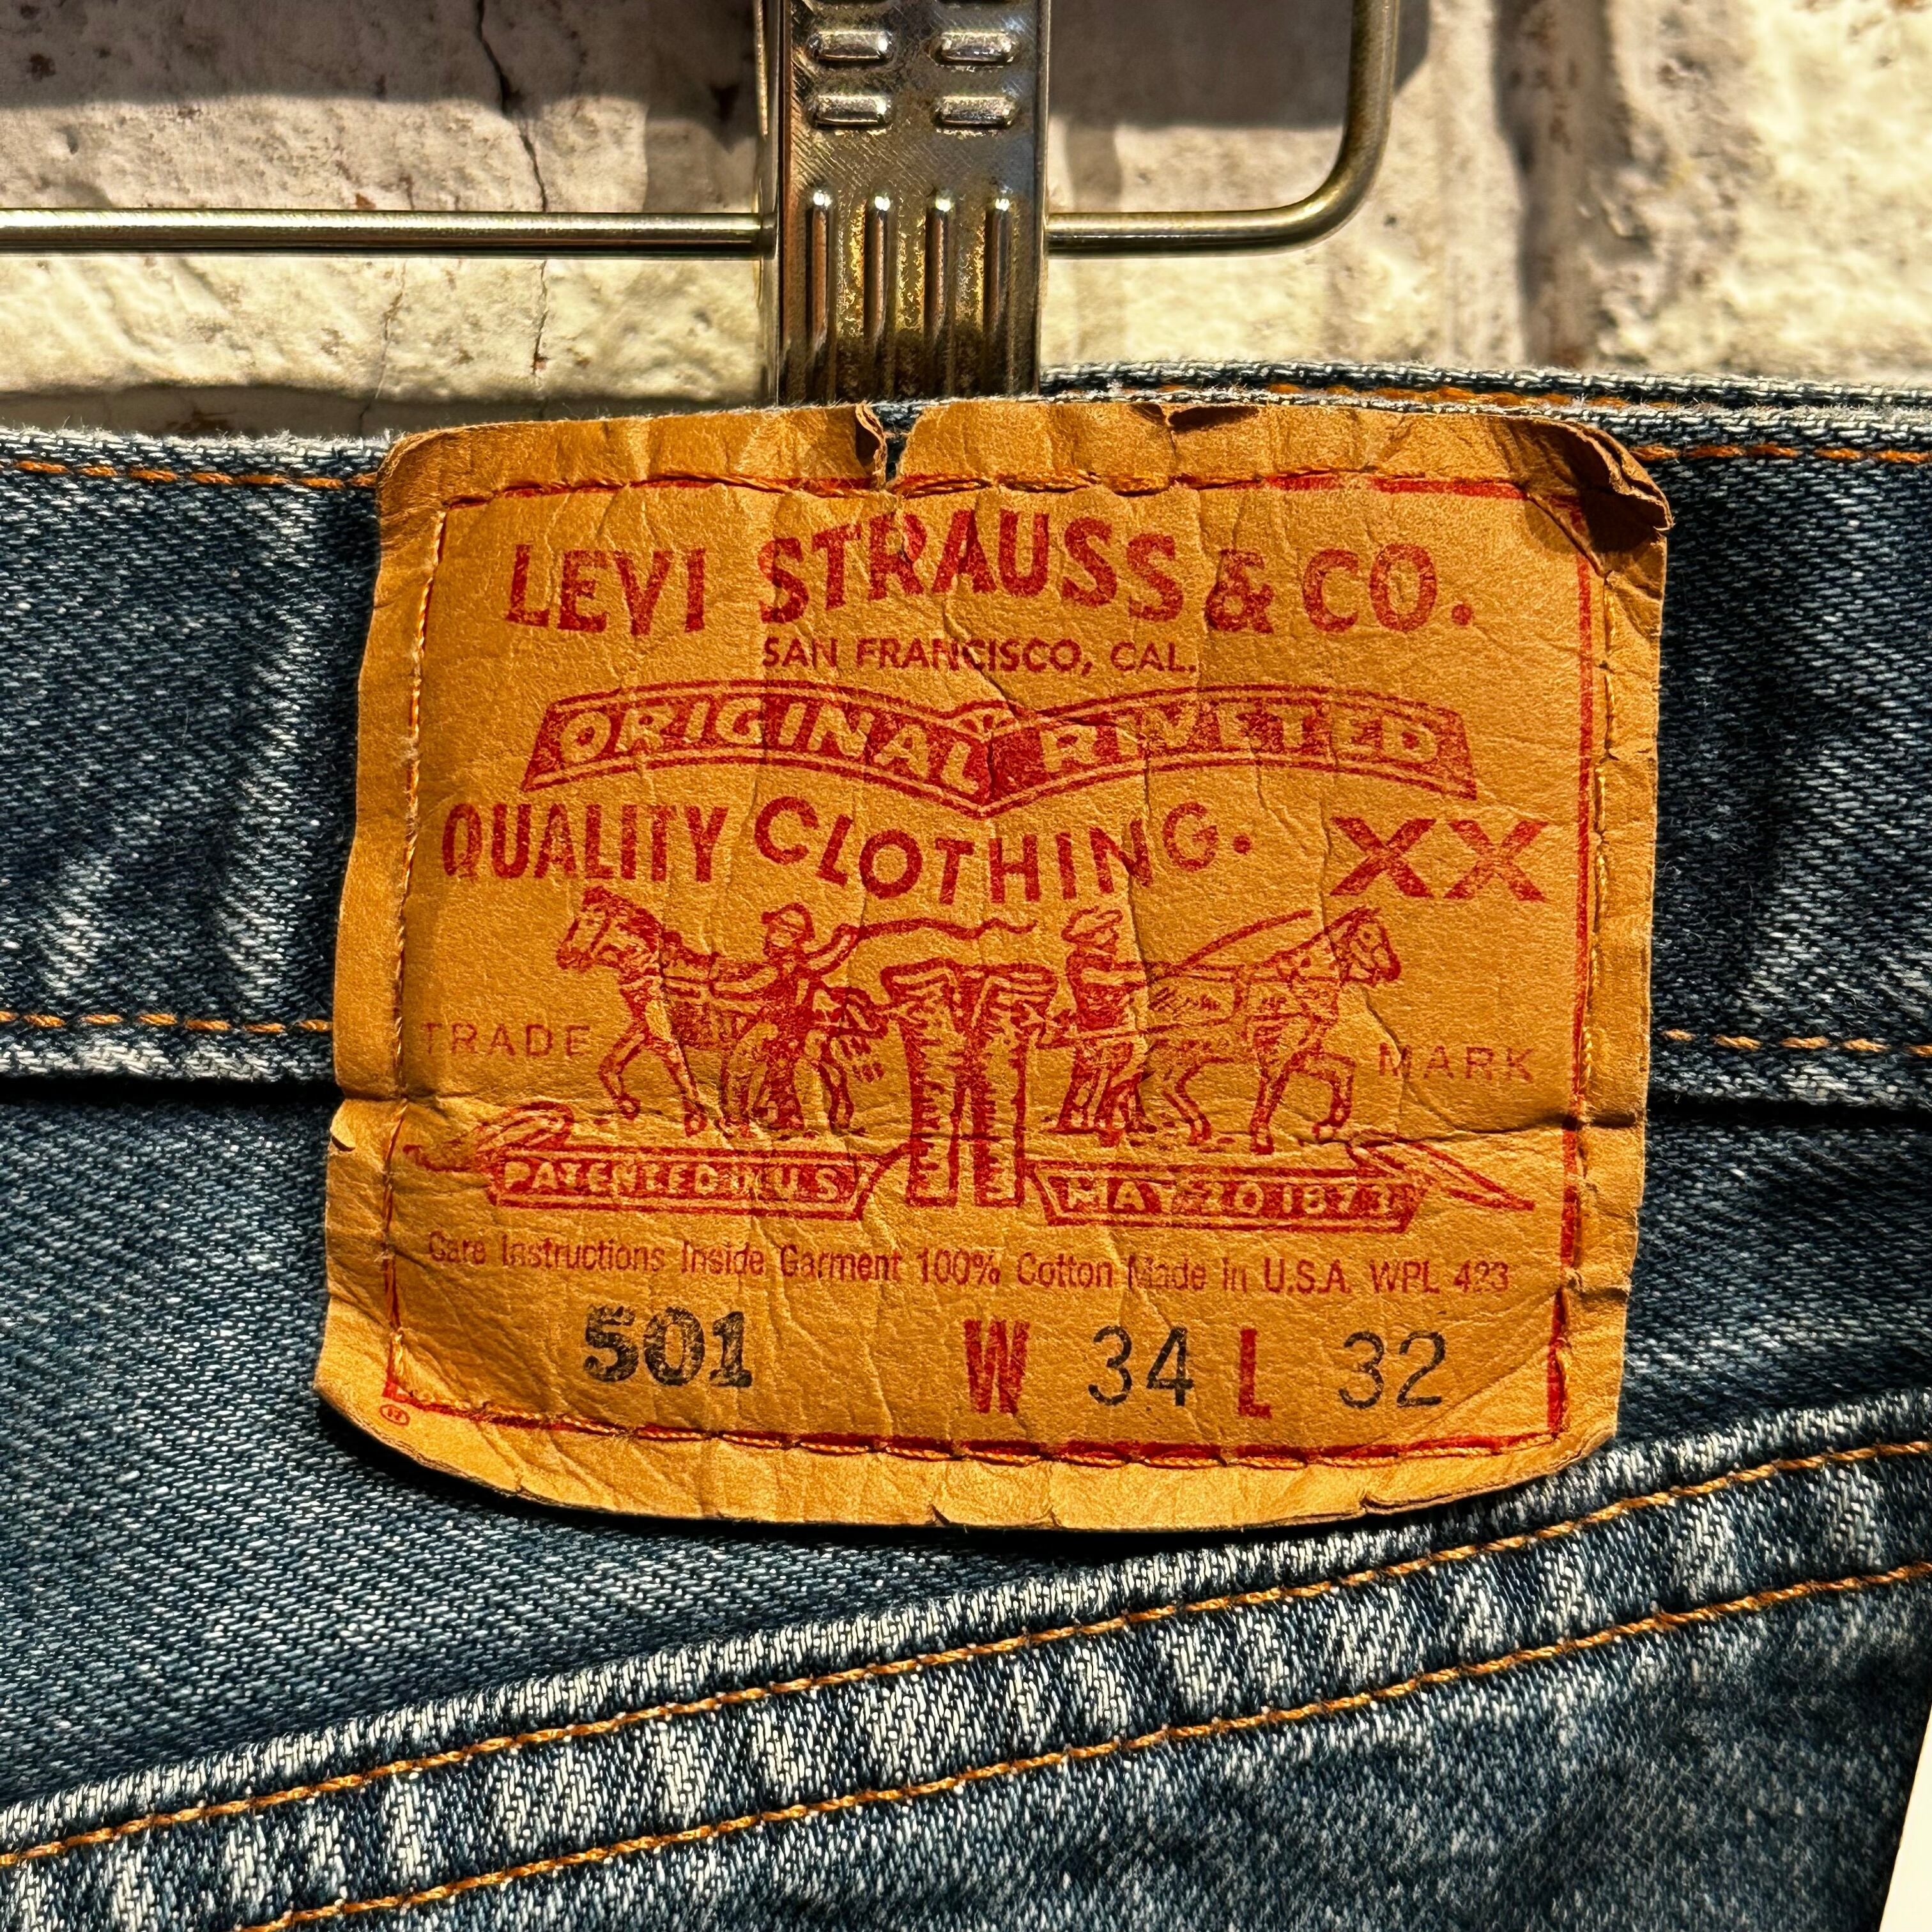 LEVI STRAUSS & CO.
SAN FRANCISCO, CAL.
ORIGINAL RIVETED
QUALITY CLOTHING. XX
TRADE MARK
PATENTED IN U S MAY 20 1873
Care Instructions Inside Garment 100% Cotton Made In U.S.A. WPL 423
501 W 34 L 32